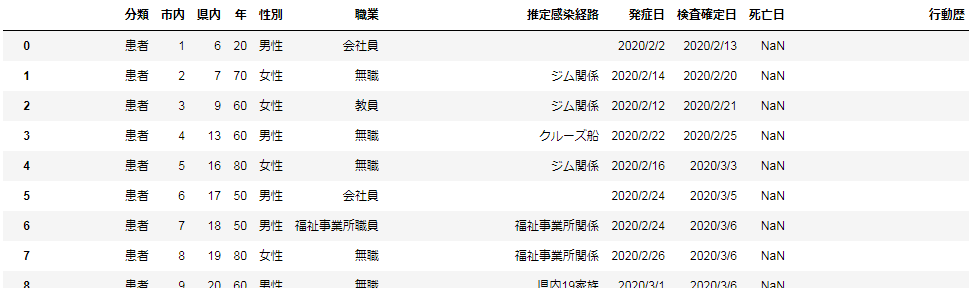 分類 市内 県内 年 性別 職業 推定感染経路 発症日 検査確定日 死亡日 行動歴
0 患者 1 6 20 男性 会社員 2020/2/2 2020/2/13 NaN
1 患者 2 7 70 女性 無職 ジム関係 2020/2/14 2020/2/20 NaN
2 患者 3 9 60 女性 教員 ジム関係 2020/2/12 2020/2/21 NaN
3 患者 4 13 60 男性 無職 クルーズ船 2020/2/22 2020/2/25 NaN
4 患者 5 16 80 女性 無職 ジム関係 2020/2/16 2020/3/3 NaN
5 患者 6 17 50 男性 会社員 2020/2/24 2020/3/5 NaN
6 患者 7 18 50 男性 福祉事業所職員 福祉事業所関係 2020/2/24 2020/3/6 NaN
7 患者 8 19 80 女性 無職 福祉事業所関係 2020/2/26 2020/3/6 NaN
8 患者 9 20 60 男性 無職 県内19家族 2020/3/1 2020/3/6 NaN